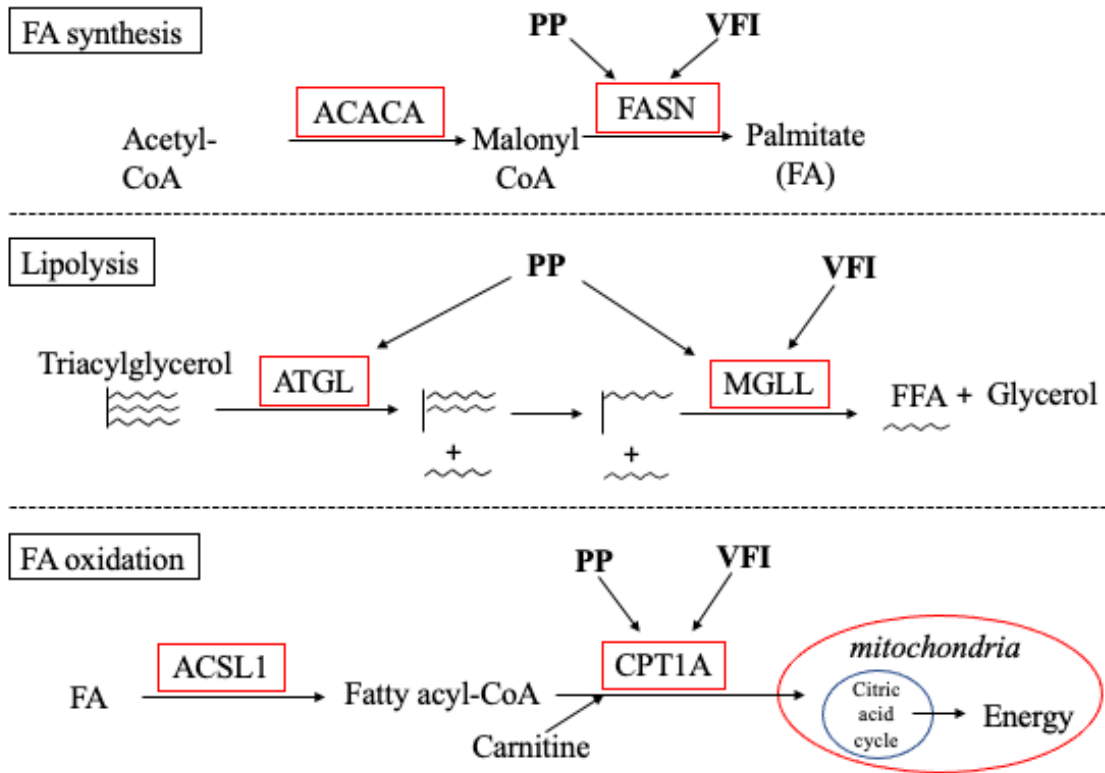 FA synthesis
PP VFI
ACACA FASN
Acetyl-CoA Malonyl CoA Palmitate (FA)
Lipolysis
PP VFI
Triacylglycerol
ATGL MGLL
FFA + Glycerol
+ +
FA oxidation
PP VFI
mitochondria
ACSL1 CPT1A
FA Fatty acyl-CoA Citric acid cycle Energy
Carnitine